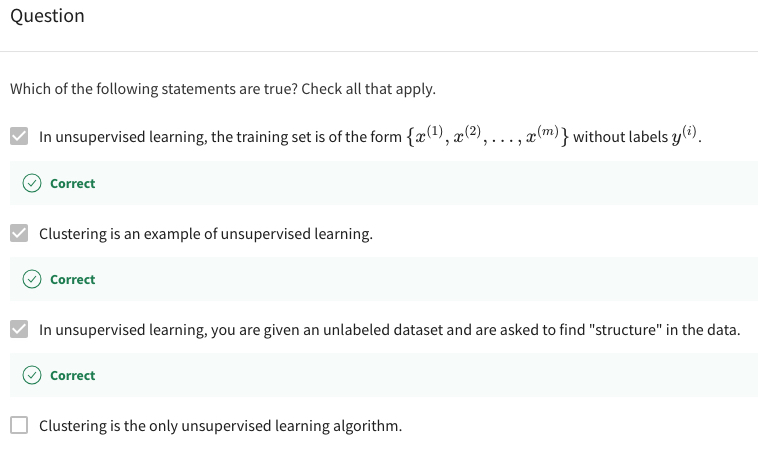 Question
Which of the following statements are true? Check all that apply.
In unsupervised learning, the training set is of the form {x^(1), x^(2), . . . , x^(m)} without labels y^(i).
Correct
Clustering is an example of unsupervised learning.
Correct
In unsupervised learning, you are given an unlabeled dataset and are asked to find "structure" in the data.
Correct
Clustering is the only unsupervised learning algorithm.